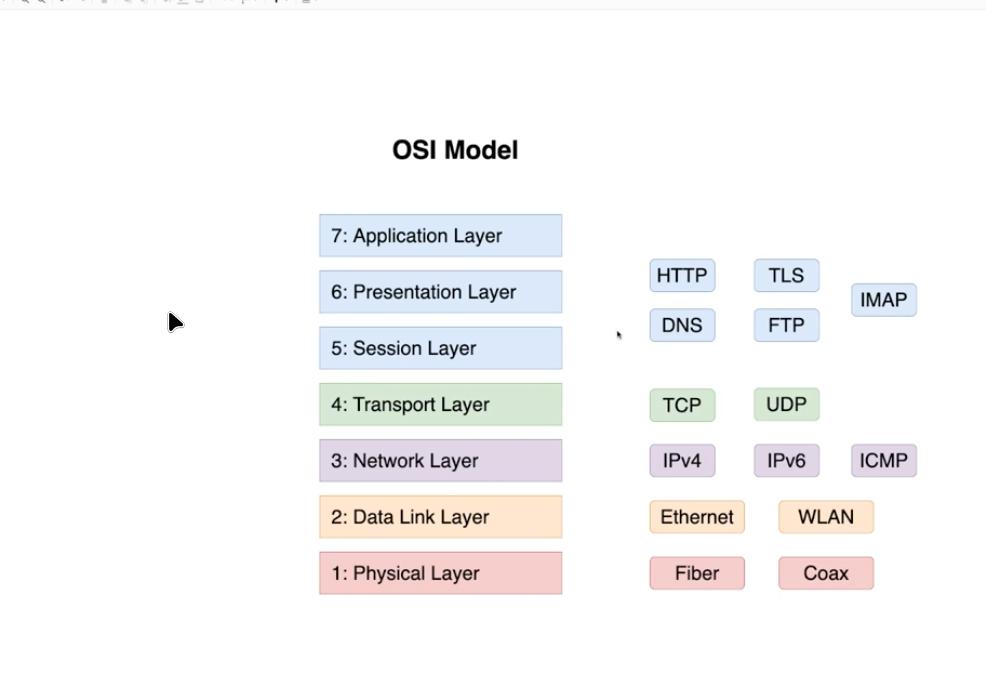 OSI Model
7: Application Layer
6: Presentation Layer
5: Session Layer
4: Transport Layer
3: Network Layer
2: Data Link Layer
1: Physical Layer
HTTP
TLS
IMAP
DNS
FTP
TCP
UDP
IPv4
IPv6
ICMP
Ethernet
WLAN
Fiber
Coax